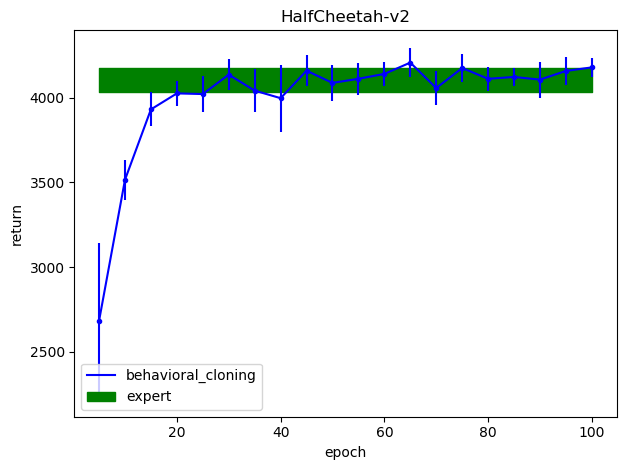 HalfCheetah-v2
4000
3500
3000
2500
return
behavioral_cloning
expert
20 40 60 80 100
epoch